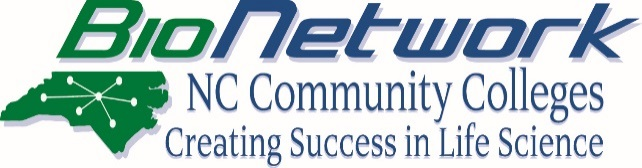 BioNetwork
NC Community Colleges
Creating Success in Life Science